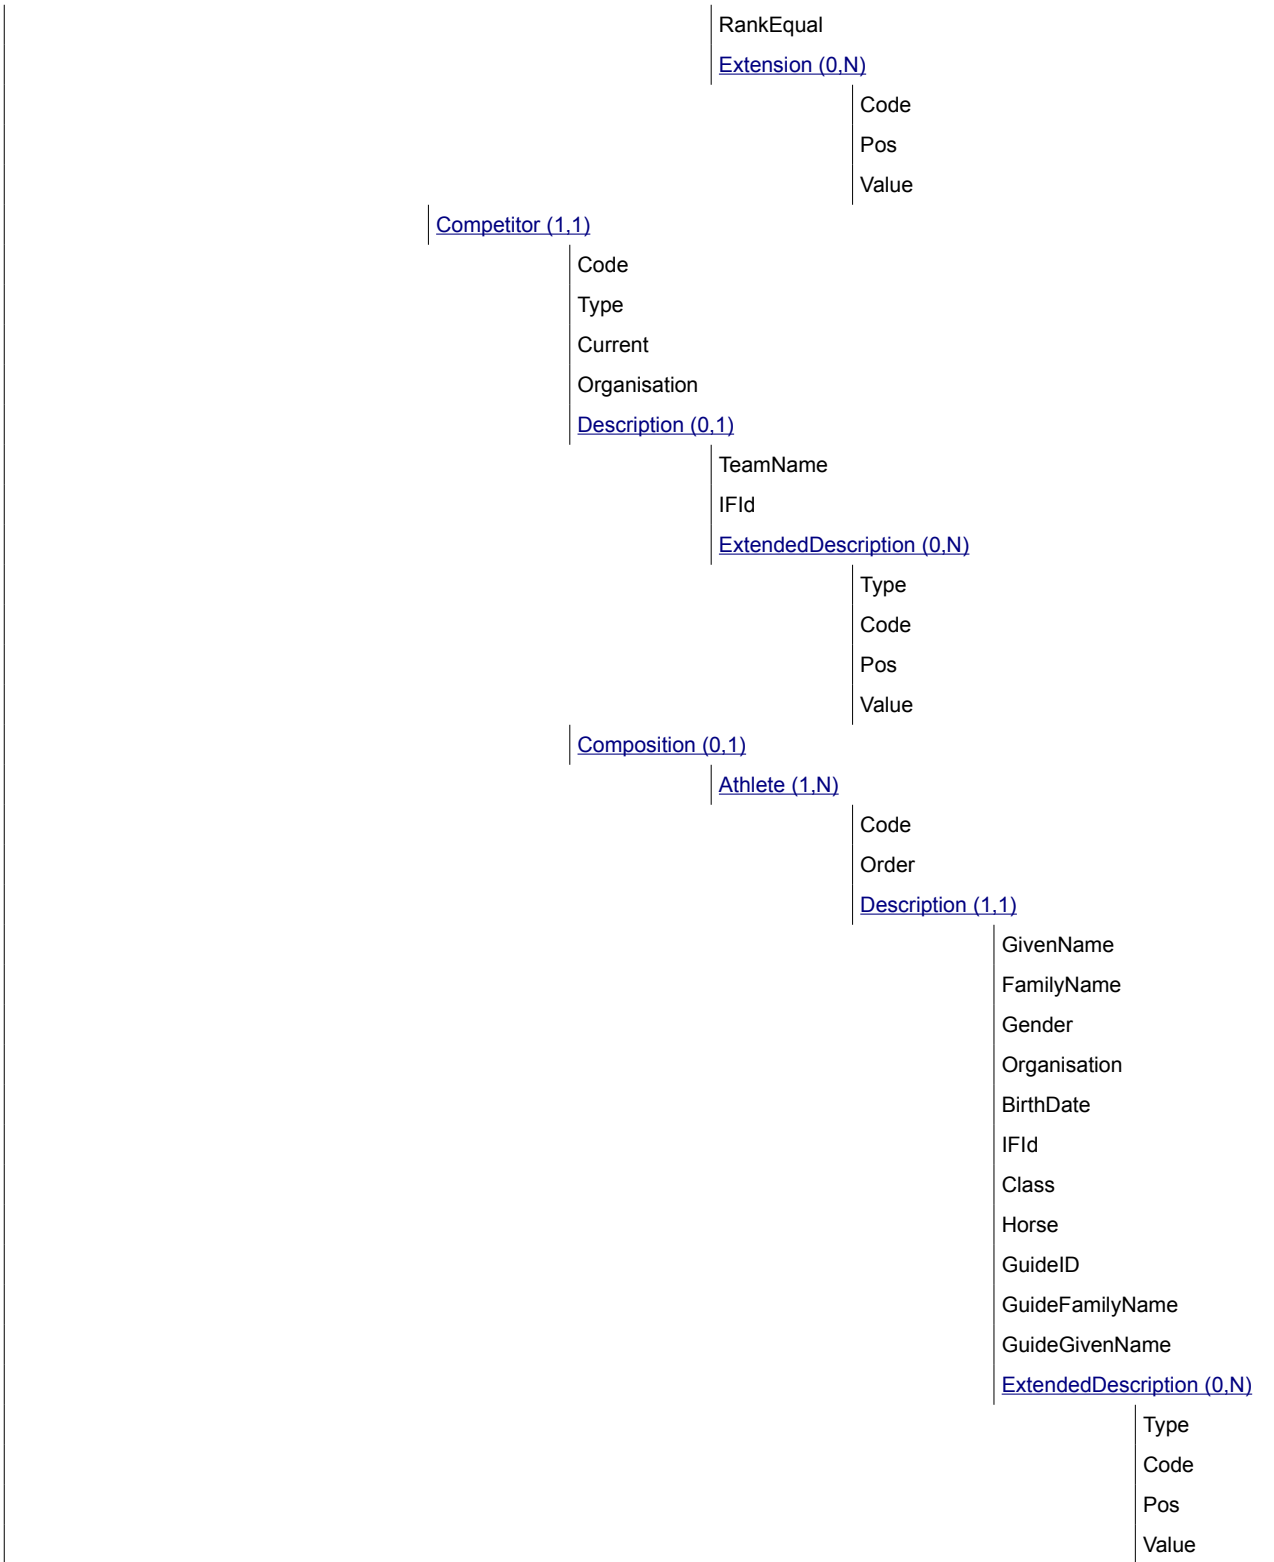 RankEqual
Extension (0,N)
Code
Pos
Value
Competitor (1,1)
Code
Type
Current
Organisation
Description (0,1)
TeamName
IFId
ExtendedDescription (0,N)
Type
Code
Pos
Value
Composition (0,1)
Athlete (1,N)
Code
Order
Description (1,1)
GivenName
FamilyName
Gender
Organisation
BirthDate
IFId
Class
Horse
GuideID
GuideFamilyName
GuideGivenName
ExtendedDescription (0,N)
Type
Code
Pos
Value